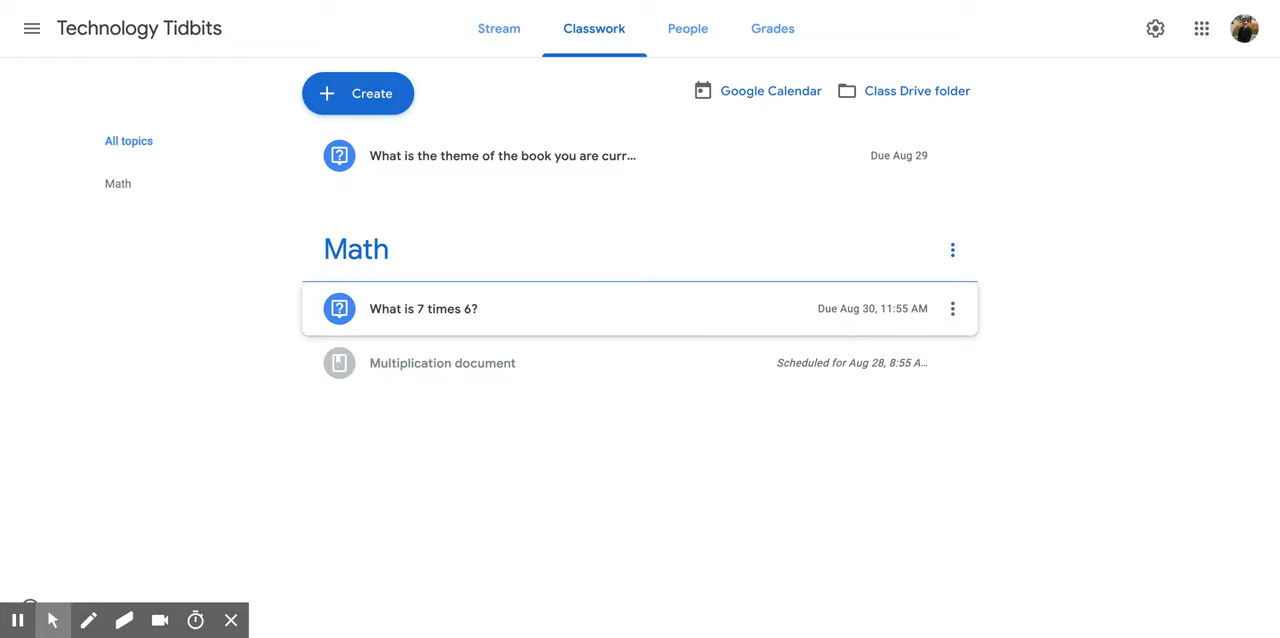 Technology Tidbits
Stream
Classwork
People
Grades
Create
Google Calendar
Class Drive folder
All topics
Math
What is the theme of the book you are curr...
Due Aug 29
Math
What is 7 times 6?
Due Aug 30, 11:55 AM
Multiplication document
Scheduled for Aug 28, 8:55 A...